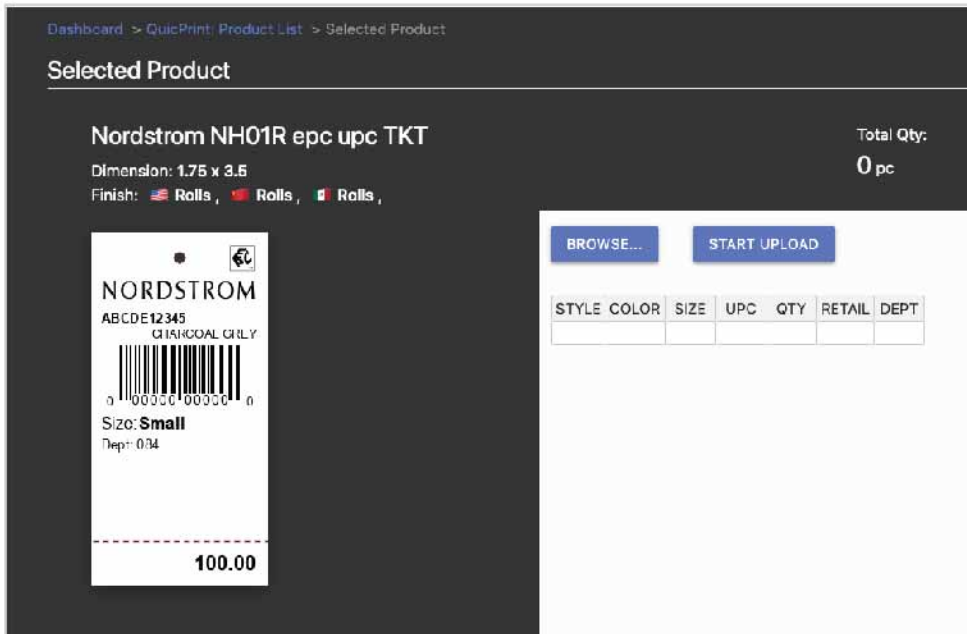 Dashboard > QuicPrint: Product List > Selected Product
Selected Product
Nordstrom NH01R epc upc TKT
Dimension: 1.75 x 3.5
Finish: Rolls , Rolls , Rolls ,
Total Qty:
0 pc
BROWSE...
START UPLOAD
STYLE COLOR SIZE UPC QTY RETAIL DEPT
NORDSTROM
ABCDE12345
CHARCOAL GREY
0 00000 00000 0
Size: Small
Dept: 084
100.00